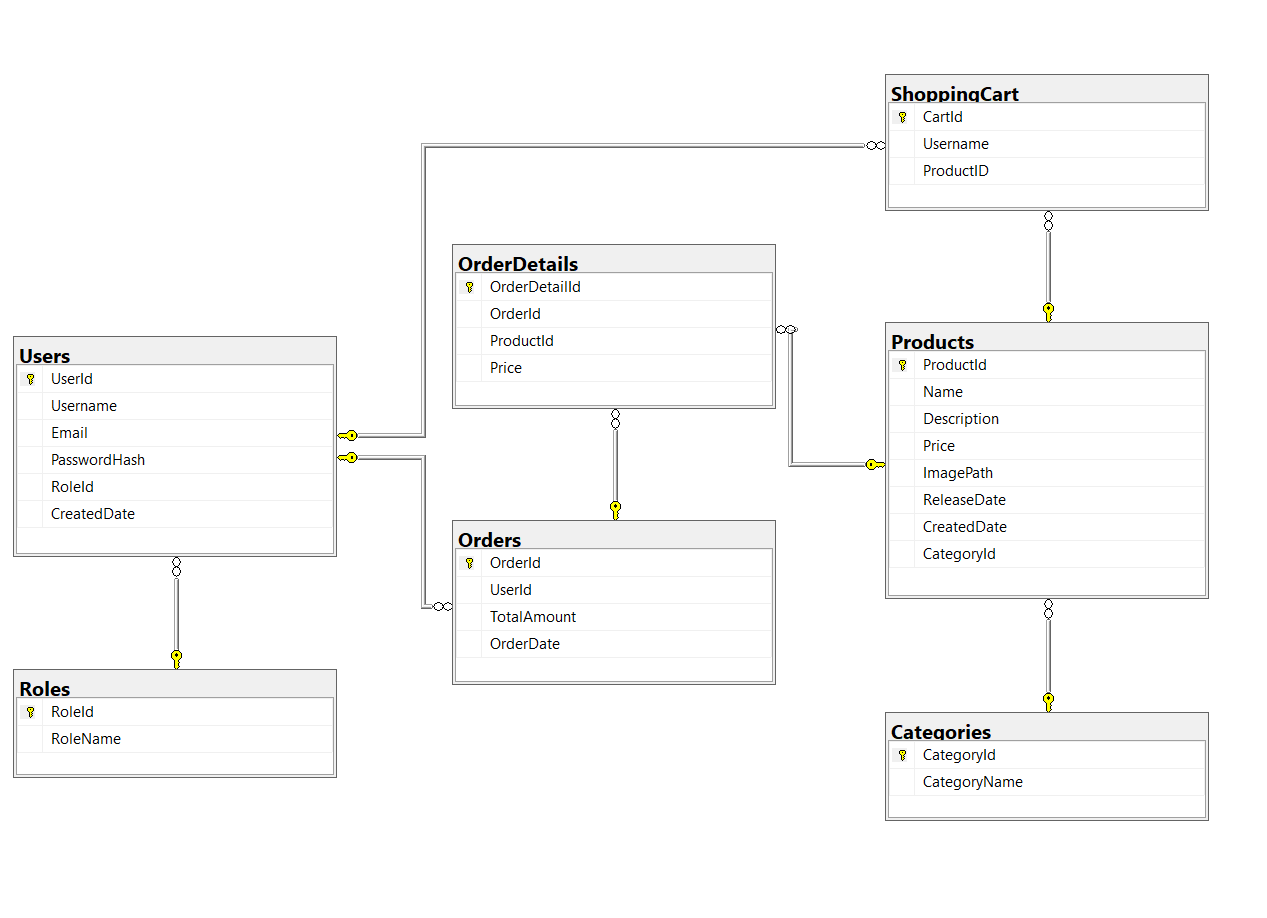 ShoppingCart
CartId
Username
ProductID
OrderDetails
OrderDetailId
OrderId
ProductId
Price
Users
UserId
Username
Email
PasswordHash
RoleId
CreatedDate
Products
ProductId
Name
Description
Price
ImagePath
ReleaseDate
CreatedDate
CategoryId
Orders
OrderId
UserId
TotalAmount
OrderDate
Roles
RoleId
RoleName
Categories
CategoryId
CategoryName